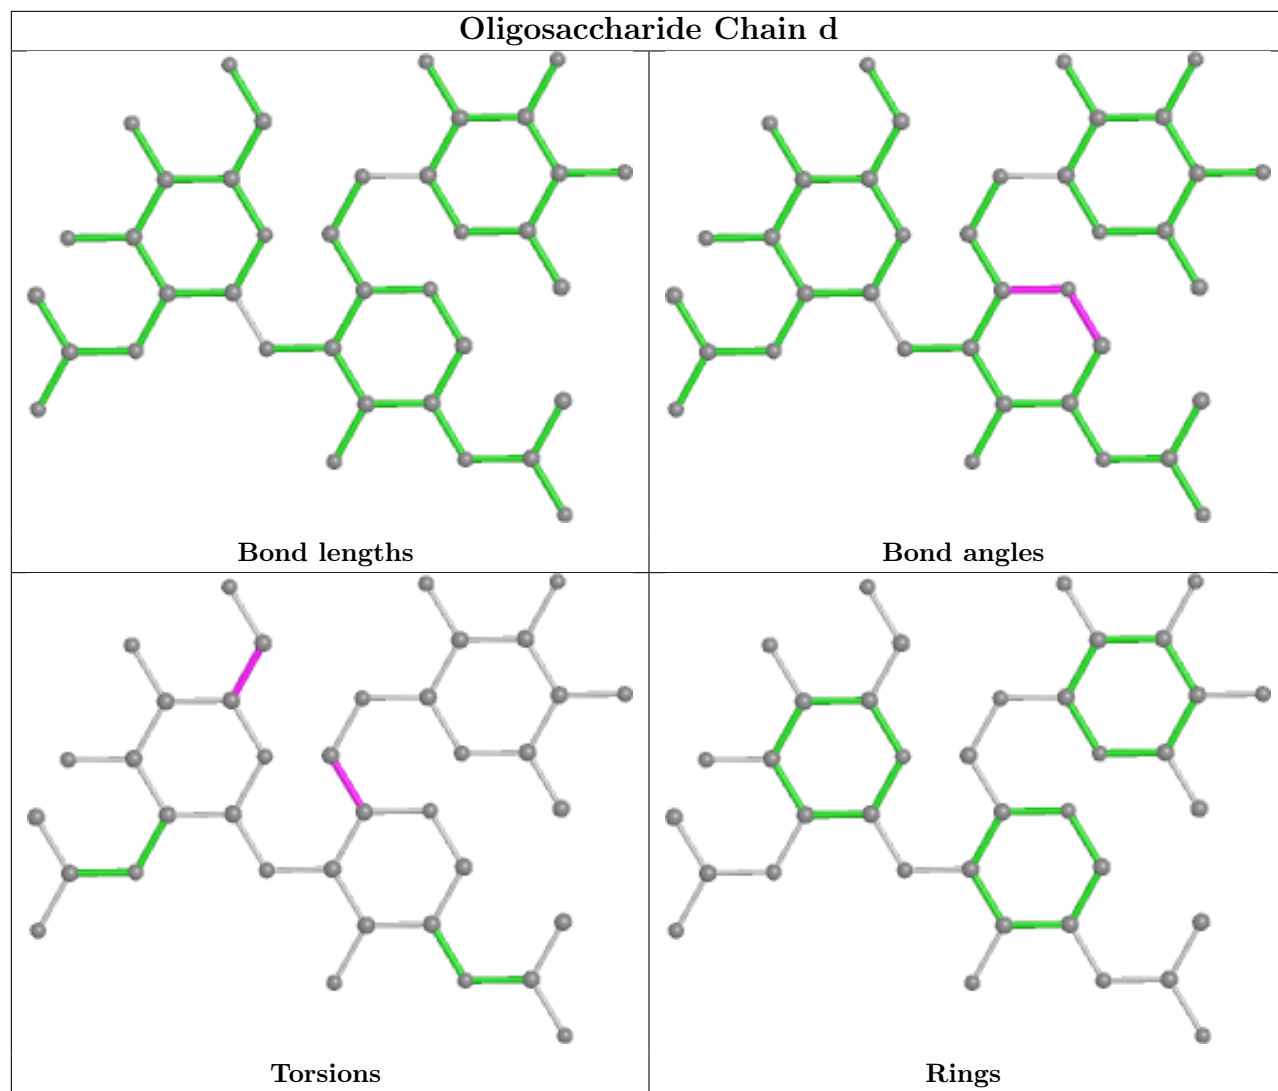 Oligosaccharide Chain d
Bond lengths
Bond angles
Torsions
Rings